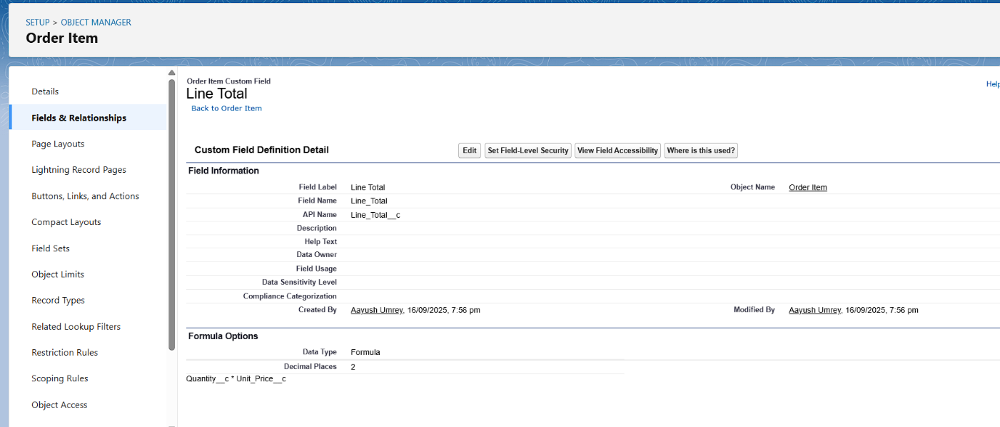 SETUP > OBJECT MANAGER
Order Item
Details
Fields & Relationships
Page Layouts
Lightning Record Pages
Buttons, Links, and Actions
Compact Layouts
Field Sets
Object Limits
Record Types
Related Lookup Filters
Restriction Rules
Scoping Rules
Object Access
Order Item Custom Field
Line Total
Back to Order Item
Help
Custom Field Definition Detail
Edit
Set Field-Level Security
View Field Accessibility
Where is this used?
Field Information
Field Label Line Total Object Name Order Item
Field Name Line_Total
API Name Line_Total__c
Description
Help Text
Data Owner
Field Usage
Data Sensitivity Level
Compliance Categorization
Created By Aayush Umrey, 16/09/2025, 7:56 pm Modified By Aayush Umrey, 16/09/2025, 7:56 pm
Formula Options
Data Type Formula
Decimal Places 2
Quantity__c * Unit_Price__c